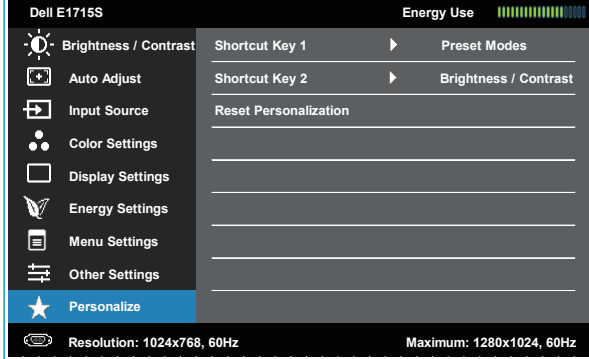 Dell E1715S Energy Use
Brightness / Contrast Shortcut Key 1 Preset Modes
Auto Adjust Shortcut Key 2 Brightness / Contrast
Input Source Reset Personalization
Color Settings
Display Settings
Energy Settings
Menu Settings
Other Settings
Personalize
Resolution: 1024x768, 60Hz Maximum: 1280x1024, 60Hz